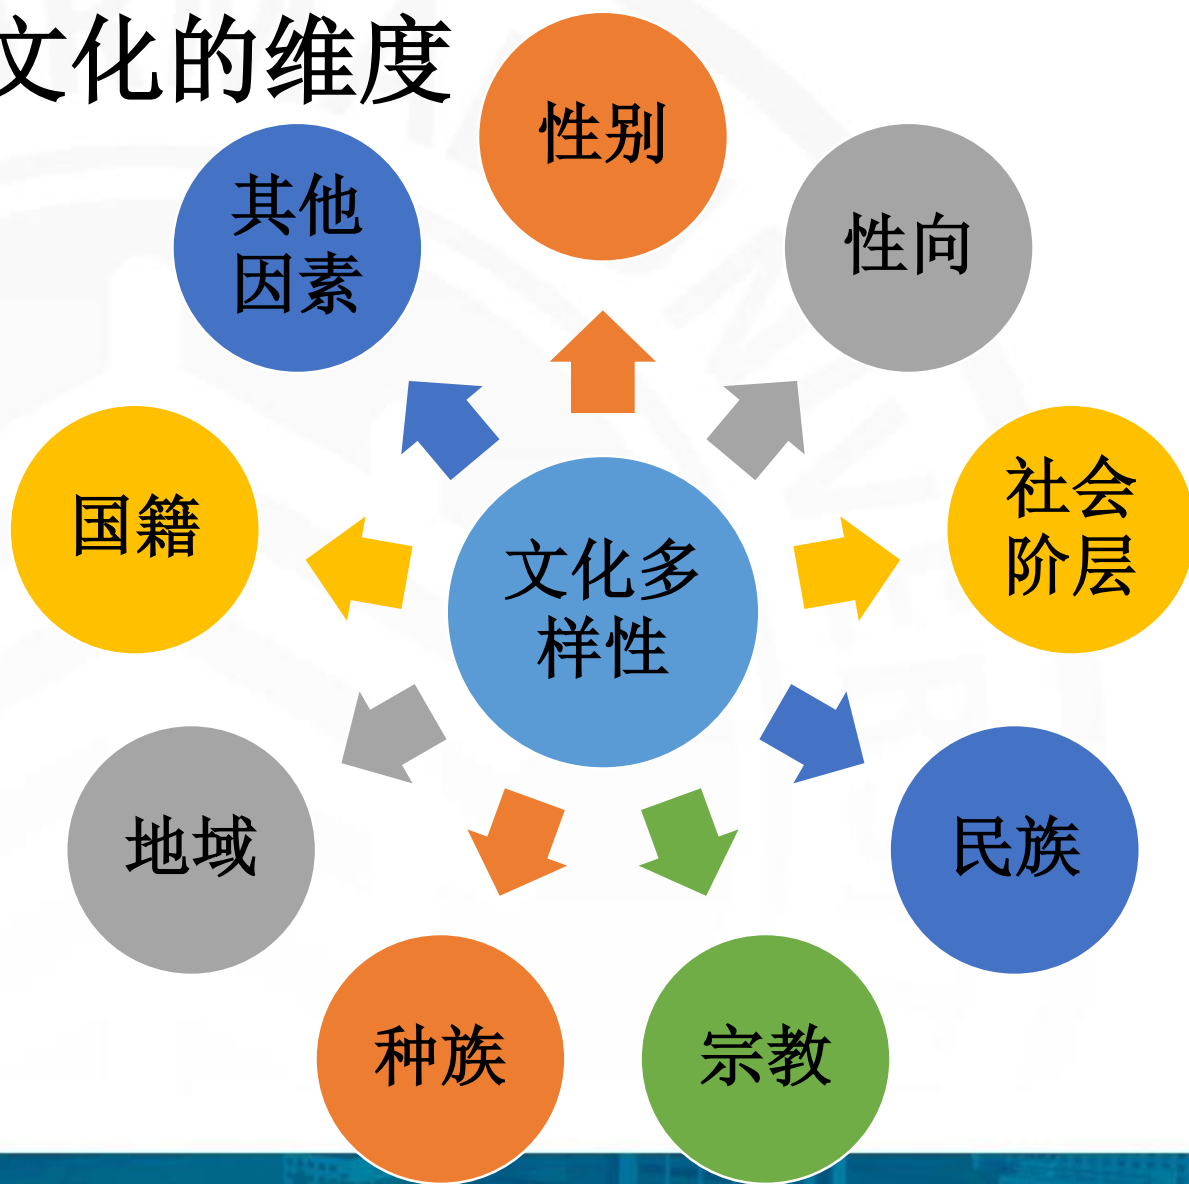 文化的维度
性别
性向
社会
阶层
民族
宗教
种族
地域
国籍
其他
因素
文化多
样性